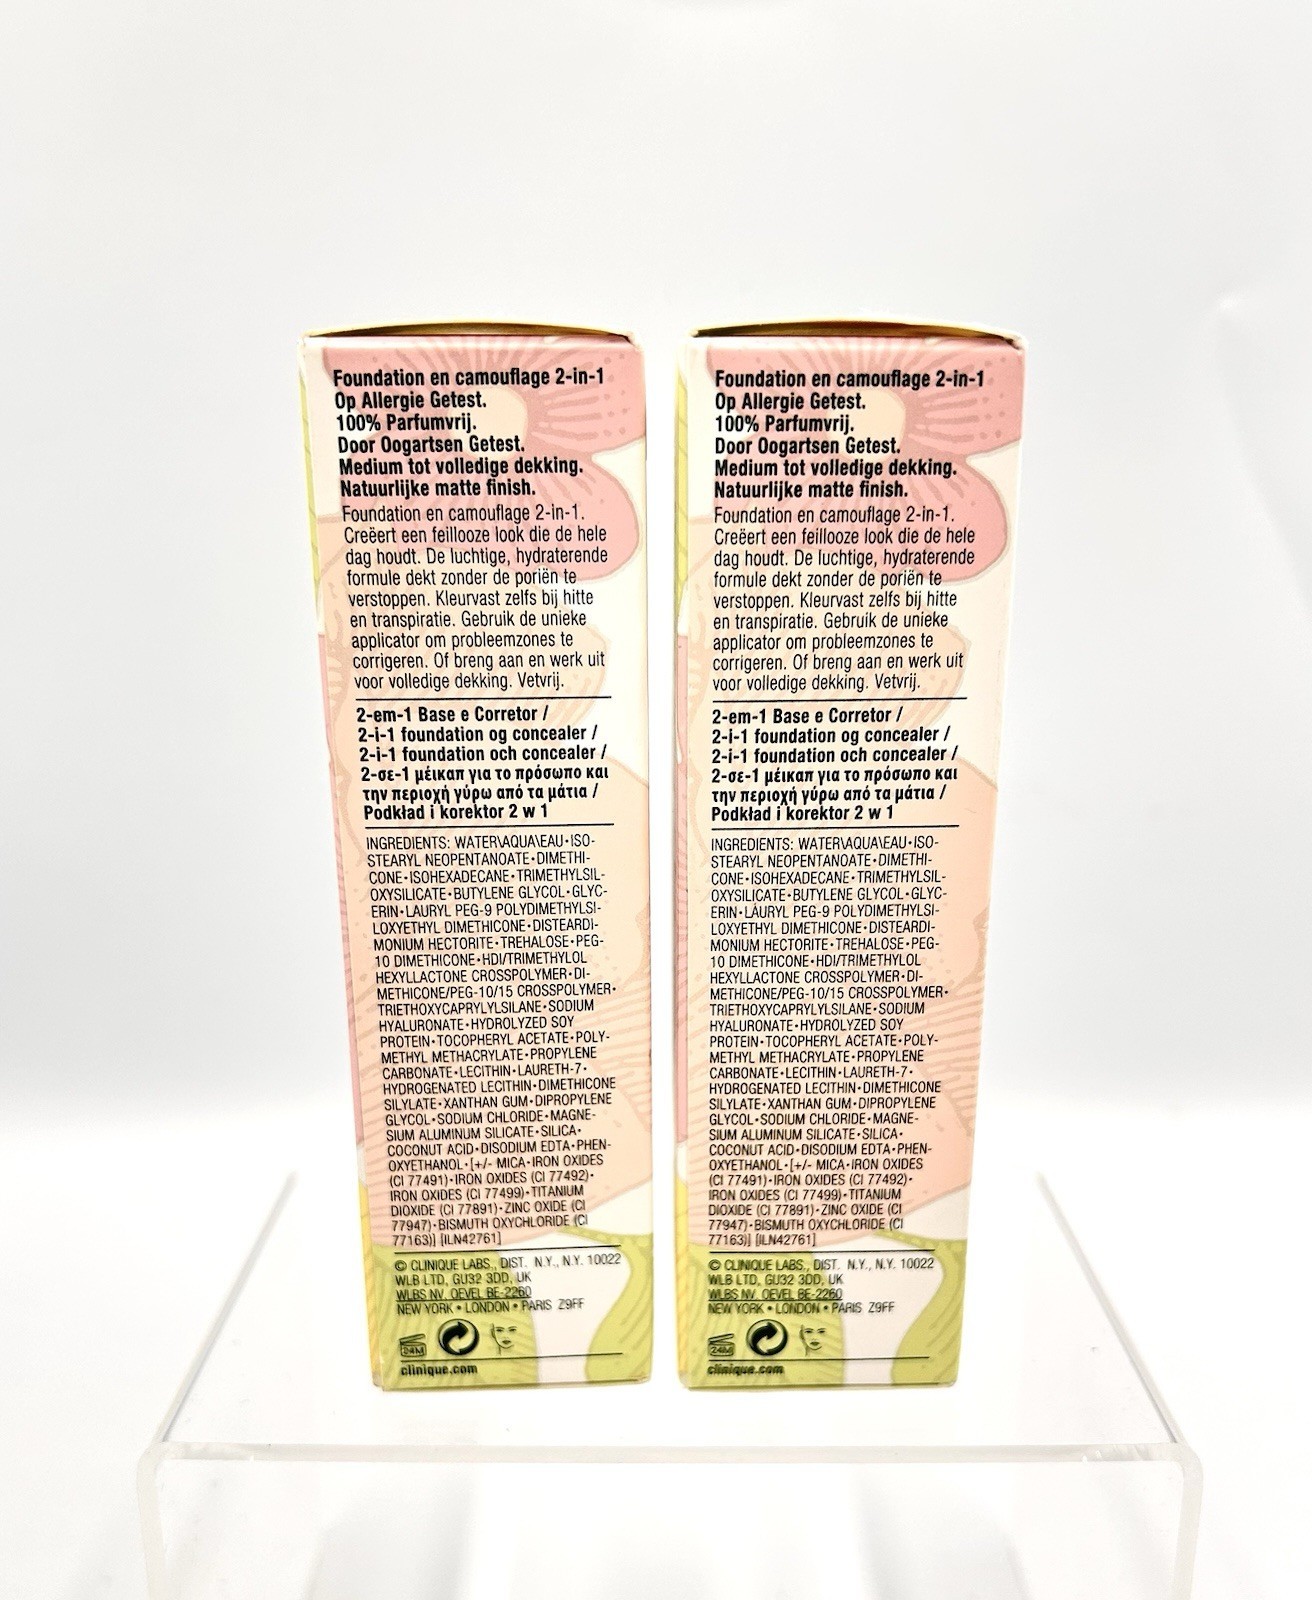 Foundation en camouflage 2-in-1
Op Allergie Getest.
100% Parfumvrij.
Door Oogartsen Getest.
Medium tot volledige dekking.
Natuurlijke matte finish.
Foundation en camouflage 2-in-1.
Creëert een feillooze look die de hele
dag houdt. De luchtige, hydraterende
formule dekt zonder de poriën te
verstoppen. Kleurvast zelfs bij hitte
en transpiratie. Gebruik de unieke
applicator om probleemzones te
corrigeren. Of breng aan en werk uit
voor volledige dekking. Vetvrij.
2-em-1 Base e Corretor /
2-i-1 foundation og concealer /
2-i-1 foundation och concealer /
2-σε-1 μέικαπ για το πρόσωπο και
την περιοχή γύρω από τα μάτια /
Podkład i korektor 2 w 1
INGREDIENTS: WATER\AQUA\EAU•ISO-
STEARYL NEOPENTANOATE•DIMETHI-
CONE•ISOHEXADECANE•TRIMETHYLSIL-
OXYSILICATE•BUTYLENE GLYCOL•GLYC-
ERIN•LAURYL PEG-9 POLYDIMETHYLSI-
LOXYETHYL DIMETHICONE•DISTEARDI-
MONIUM HECTORITE•TREHALOSE•PEG-
10 DIMETHICONE•HDI/TRIMETHYLOL
HEXYLLACTONE CROSSPOLYMER•DI-
METHICONE/PEG-10/15 CROSSPOLYMER•
TRIETHOXYCAPRYLYLSILANE•SODIUM
HYALURONATE•HYDROLYZED SOY
PROTEIN•TOCOPHERYL ACETATE•POLY-
METHYL METHACRYLATE•PROPYLENE
CARBONATE•LECITHIN•LAURETH-7•
HYDROGENATED LECITHIN•DIMETHICONE
SILYLATE•XANTHAN GUM•DIPROPYLENE
GLYCOL•SODIUM CHLORIDE•MAGNE-
SIUM ALUMINUM SILICATE•SILICA•
COCONUT ACID•DISODIUM EDTA•PHEN-
OXYETHANOL•[+/- MICA•IRON OXIDES
(CI 77491)•IRON OXIDES (CI 77492)•
IRON OXIDES (CI 77499)•TITANIUM
DIOXIDE (CI 77891)•ZINC OXIDE (CI
77947)•BISMUTH OXYCHLORIDE (CI
77163)] [ILN42761]
© CLINIQUE LABS., DIST. N.Y., N.Y. 10022
WLB LTD, GU32 3DD, UK
WLBS NV. OEVEL BE-2260
NEW YORK • LONDON • PARIS Z9FF
24M
clinique.com
Foundation en camouflage 2-in-1
Op Allergie Getest.
100% Parfumvrij.
Door Oogartsen Getest.
Medium tot volledige dekking.
Natuurlijke matte finish.
Foundation en camouflage 2-in-1.
Creëert een feillooze look die de hele
dag houdt. De luchtige, hydraterende
formule dekt zonder de poriën te
verstoppen. Kleurvast zelfs bij hitte
en transpiratie. Gebruik de unieke
applicator om probleemzones te
corrigeren. Of breng aan en werk uit
voor volledige dekking. Vetvrij.
2-em-1 Base e Corretor /
2-i-1 foundation og concealer /
2-i-1 foundation och concealer /
2-σε-1 μέικαπ για το πρόσωπο και
την περιοχή γύρω από τα μάτια /
Podkład i korektor 2 w 1
INGREDIENTS: WATER\AQUA\EAU•ISO-
STEARYL NEOPENTANOATE•DIMETHI-
CONE•ISOHEXADECANE•TRIMETHYLSIL-
OXYSILICATE•BUTYLENE GLYCOL•GLYC-
ERIN•LAURYL PEG-9 POLYDIMETHYLSI-
LOXYETHYL DIMETHICONE•DISTEARDI-
MONIUM HECTORITE•TREHALOSE•PEG-
10 DIMETHICONE•HDI/TRIMETHYLOL
HEXYLLACTONE CROSSPOLYMER•DI-
METHICONE/PEG-10/15 CROSSPOLYMER•
TRIETHOXYCAPRYLYLSILANE•SODIUM
HYALURONATE•HYDROLYZED SOY
PROTEIN•TOCOPHERYL ACETATE•POLY-
METHYL METHACRYLATE•PROPYLENE
CARBONATE•LECITHIN•LAURETH-7•
HYDROGENATED LECITHIN•DIMETHICONE
SILYLATE•XANTHAN GUM•DIPROPYLENE
GLYCOL•SODIUM CHLORIDE•MAGNE-
SIUM ALUMINUM SILICATE•SILICA•
COCONUT ACID•DISODIUM EDTA•PHEN-
OXYETHANOL•[+/- MICA•IRON OXIDES
(CI 77491)•IRON OXIDES (CI 77492)•
IRON OXIDES (CI 77499)•TITANIUM
DIOXIDE (CI 77891)•ZINC OXIDE (CI
77947)•BISMUTH OXYCHLORIDE (CI
77163)] [ILN42761]
© CLINIQUE LABS., DIST. N.Y., N.Y. 10022
WLB LTD, GU32 3DD, UK
WLBS NV. OEVEL BE-2260
NEW YORK • LONDON • PARIS Z9FF
24M
clinique.com